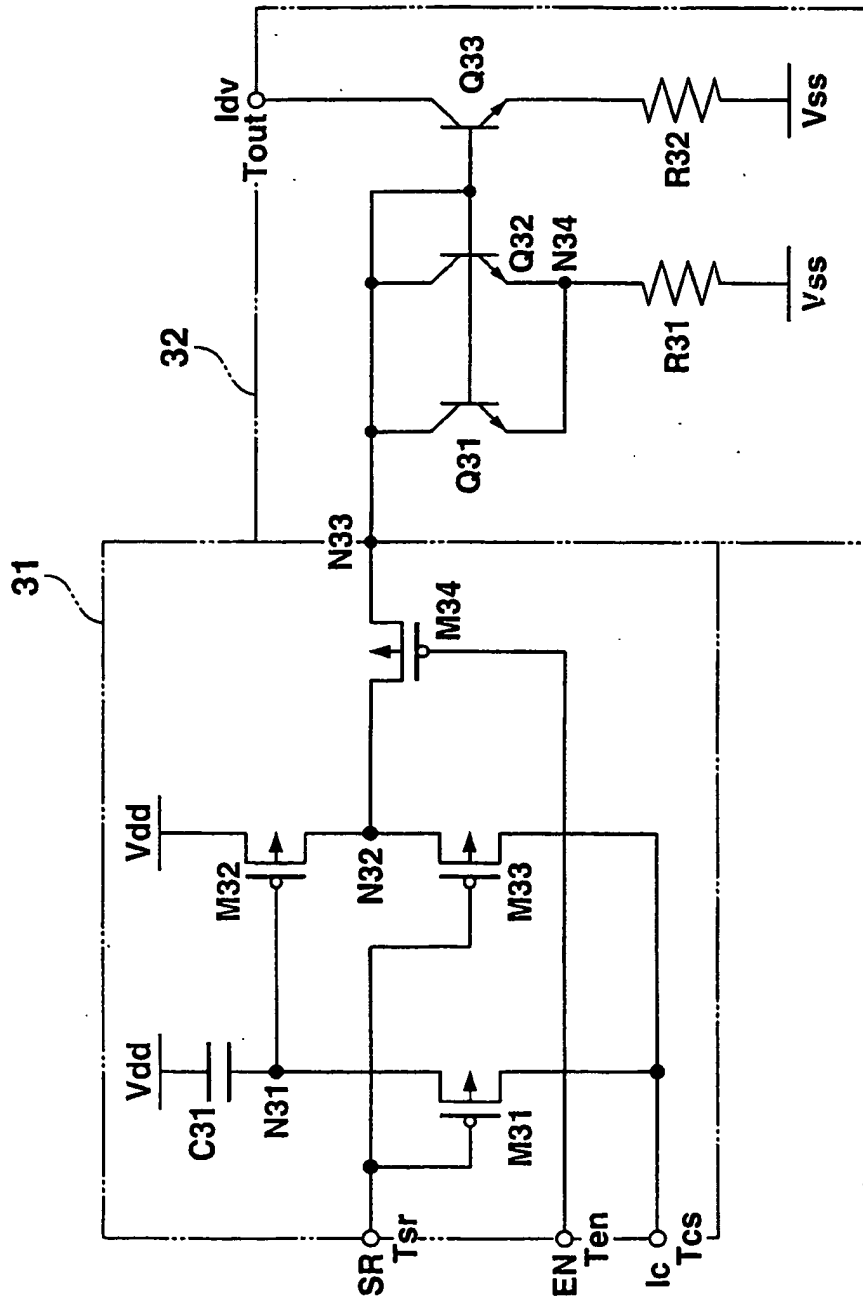 31
32
Vdd
Vdd
C31
N31
M32
N32
M31
M33
M34
N33
SR
Tsr
EN
Ten
Ic
Tcs
Idv
Tout
Q31
Q32
Q33
N34
R31
R32
Vss
Vss